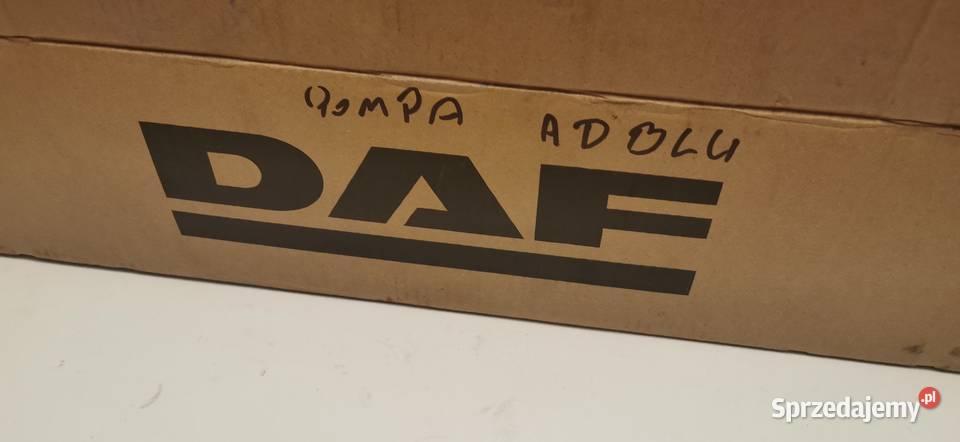 POMPA ADBLU
DAF
Sprzedajemy.pl